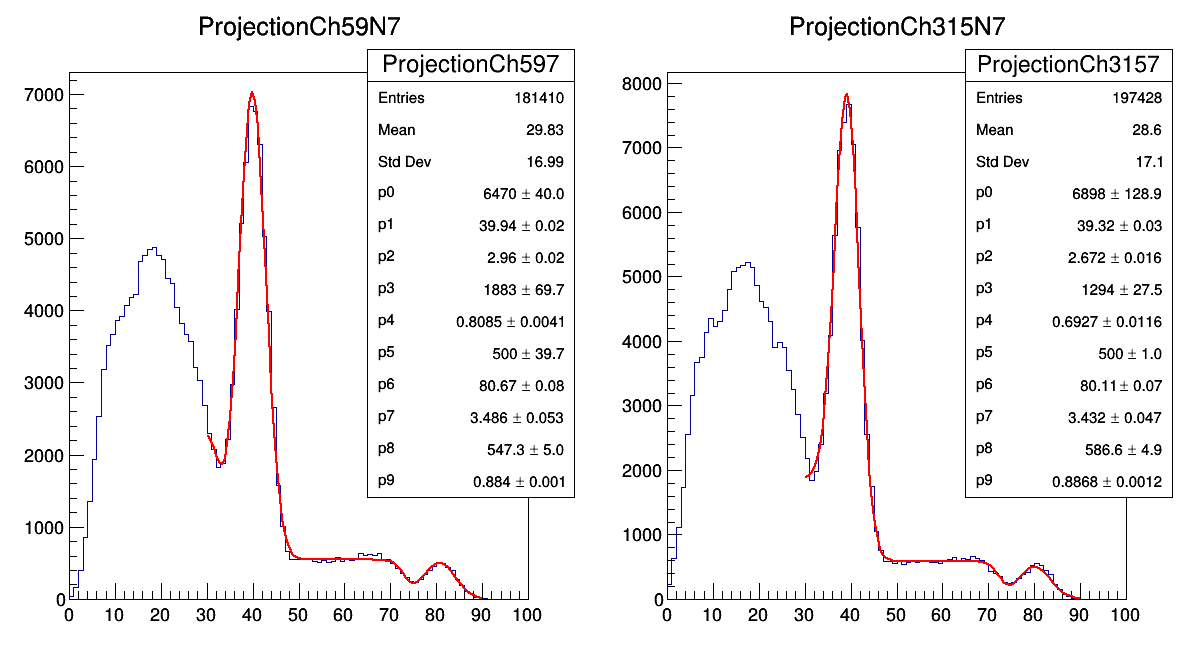 ProjectionCh59N7
ProjectionCh597
Entries 181410
Mean 29.83
Std Dev 16.99
p0 6470 ± 40.0
p1 39.94 ± 0.02
p2 2.96 ± 0.02
p3 1883 ± 69.7
p4 0.8085 ± 0.0041
p5 500 ± 39.7
p6 80.67 ± 0.08
p7 3.486 ± 0.053
p8 547.3 ± 5.0
p9 0.884 ± 0.001
7000
6000
5000
4000
3000
2000
1000
0
0 10 20 30 40 50 60 70 80 90 100
ProjectionCh315N7
ProjectionCh3157
Entries 197428
Mean 28.6
Std Dev 17.1
p0 6898 ± 128.9
p1 39.32 ± 0.03
p2 2.672 ± 0.016
p3 1294 ± 27.5
p4 0.6927 ± 0.0116
p5 500 ± 1.0
p6 80.11 ± 0.07
p7 3.432 ± 0.047
p8 586.6 ± 4.9
p9 0.8868 ± 0.0012
8000
7000
6000
5000
4000
3000
2000
1000
0
0 10 20 30 40 50 60 70 80 90 100